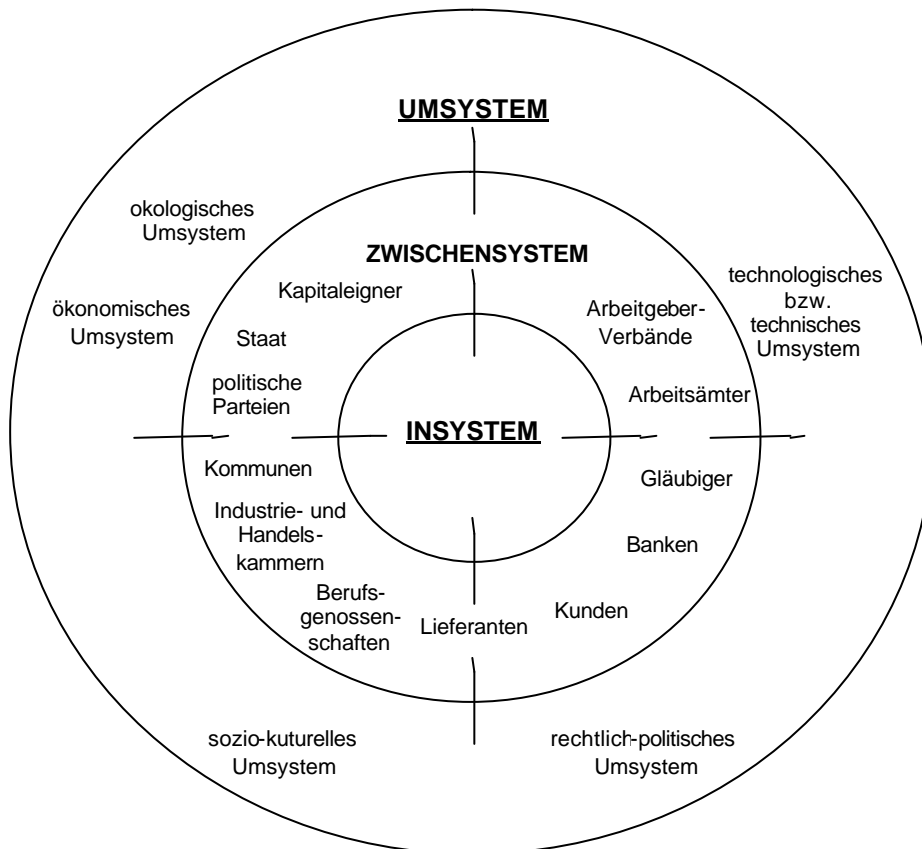 UMSYSTEM
okologisches
Umsystem
ZWISCHENSYSTEM
technologisches
bzw.
technisches
Umsystem
Kapitaleigner
ökonomisches
Umsystem
Arbeitgeber-
Verbände
Staat
politische
Parteien
Arbeitsämter
INSYSTEM
Kommunen
Gläubiger
Industrie- und
Handels-
kammern
Banken
Berufs-
genossen-
schaften
Lieferanten
Kunden
sozio-kuturelles
Umsystem
rechtlich-politisches
Umsystem